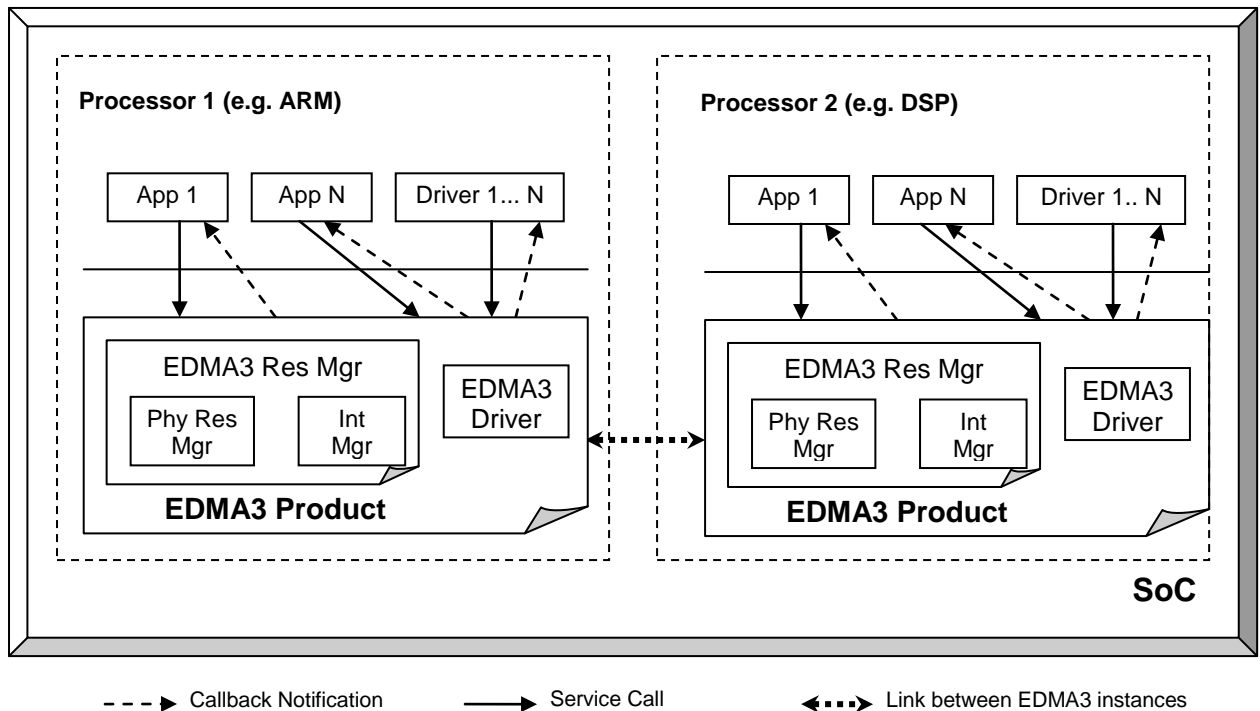 Processor 1 (e.g. ARM)
App 1
App N
Driver 1... N
EDMA3 Res Mgr
Phy Res
Mgr
Int
Mgr
EDMA3
Driver
EDMA3 Product
Processor 2 (e.g. DSP)
App 1
App N
Driver 1.. N
EDMA3 Res Mgr
Phy Res
Mgr
Int
Mgr
EDMA3
Driver
EDMA3 Product
SoC
Callback Notification
Service Call
Link between EDMA3 instances